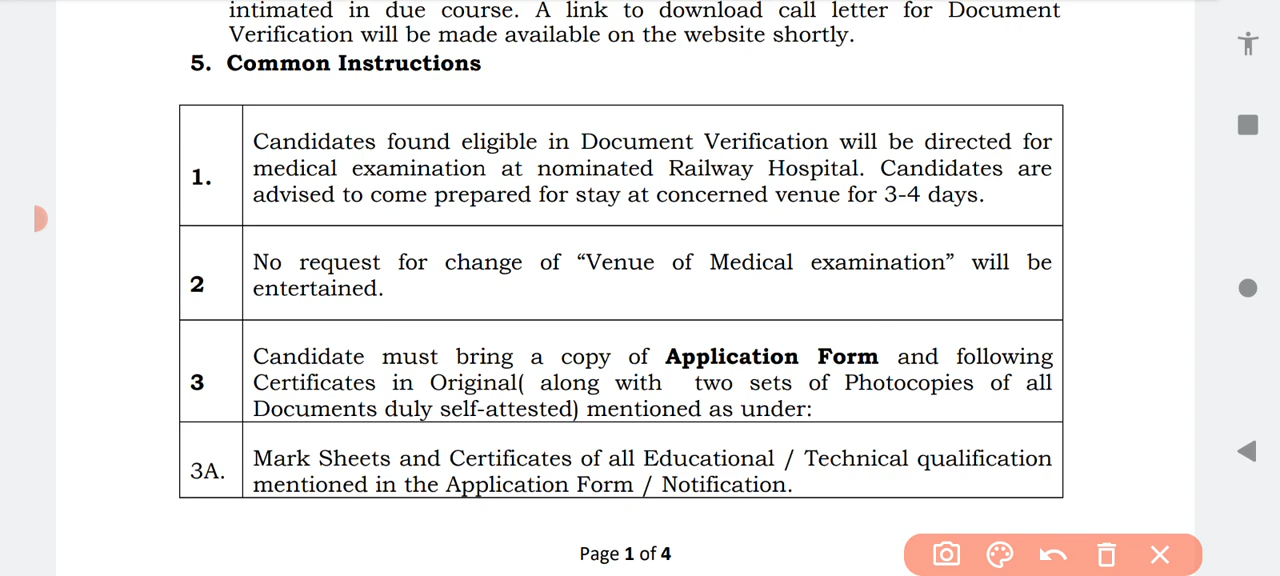 intimated in due course. A link to download call letter for Document
Verification will be made available on the website shortly.
5. Common Instructions
1.
Candidates found eligible in Document Verification will be directed for
medical examination at nominated Railway Hospital. Candidates are
advised to come prepared for stay at concerned venue for 3-4 days.
2
No request for change of “Venue of Medical examination” will be
entertained.
3
Candidate must bring a copy of Application Form and following
Certificates in Original( along with two sets of Photocopies of all
Documents duly self-attested) mentioned as under:
3A.
Mark Sheets and Certificates of all Educational / Technical qualification
mentioned in the Application Form / Notification.
Page 1 of 4